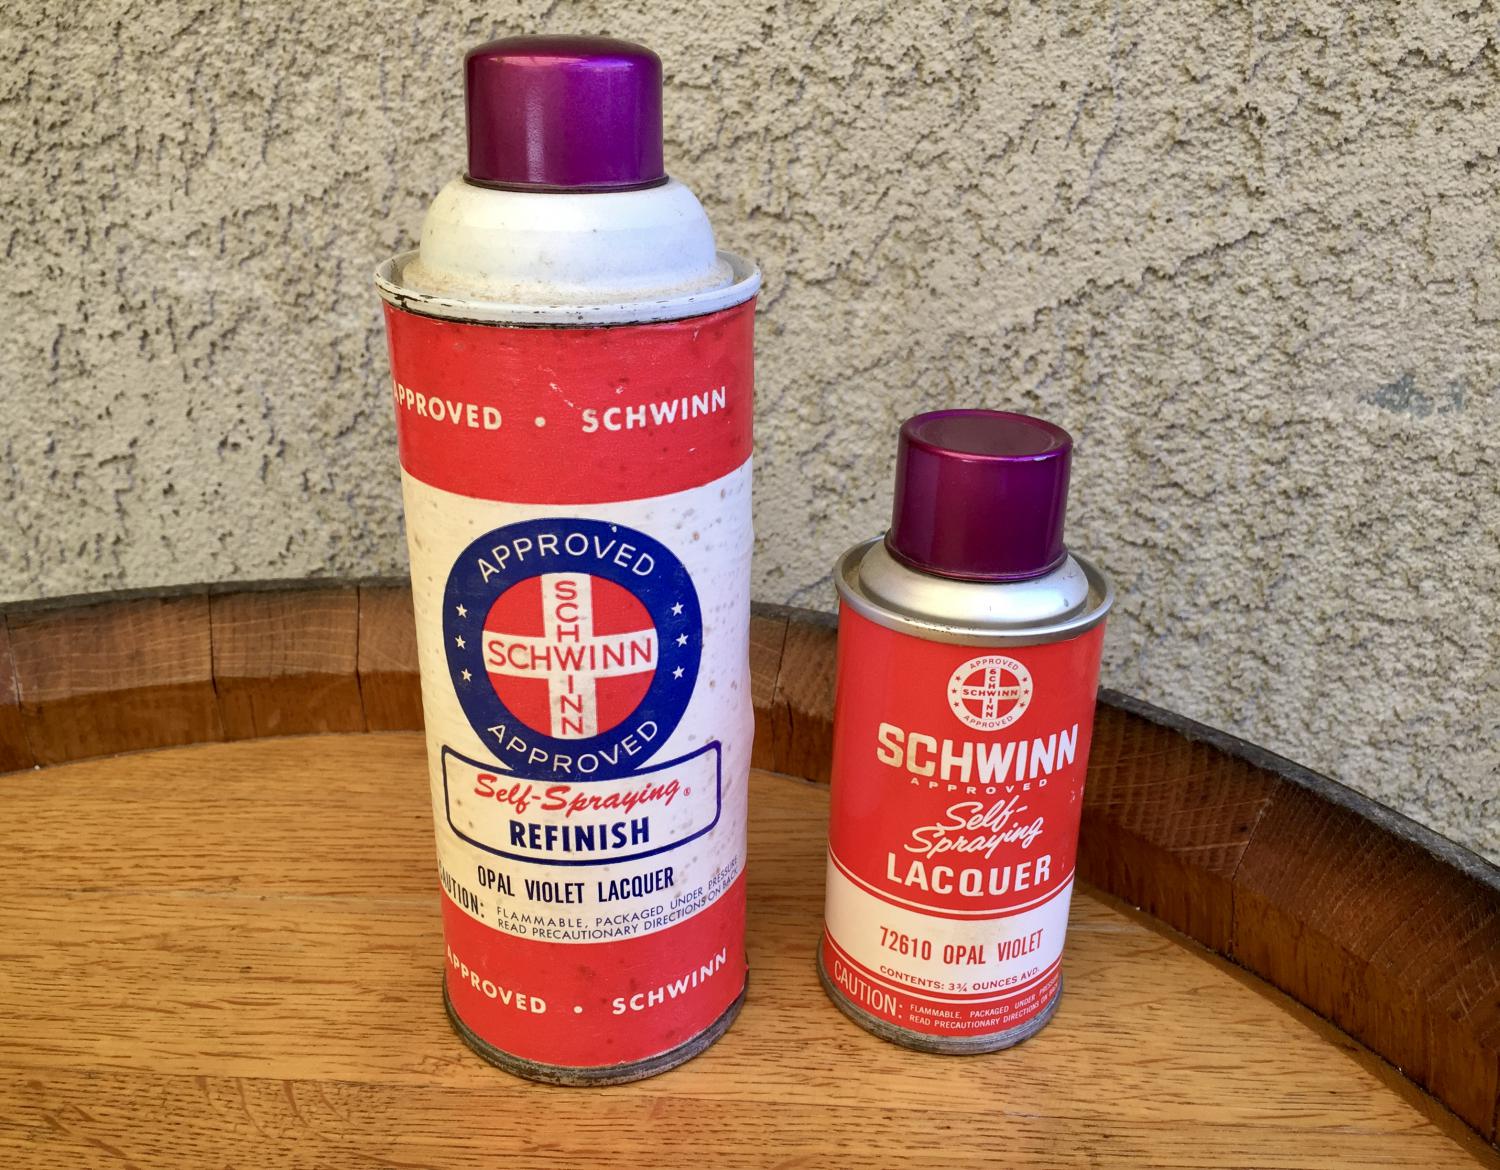 APPROVED • SCHWINN
APPROVED
SCHWINN
SCHWINN
APPROVED
Self-Spraying®
REFINISH
OPAL VIOLET LACQUER
CAUTION: FLAMMABLE, PACKAGED UNDER PRESSURE
READ PRECAUTIONARY DIRECTIONS ON BACK
APPROVED • SCHWINN
APPROVED
SCHWINN
SCHWINN
APPROVED
SCHWINN
APPROVED
Self-
Spraying
LACQUER
72610 OPAL VIOLET
CONTENTS: 3¾ OUNCES AVD.
CAUTION: FLAMMABLE, PACKAGED UNDER
READ PRECAUTIONARY DIRECTIONS ON